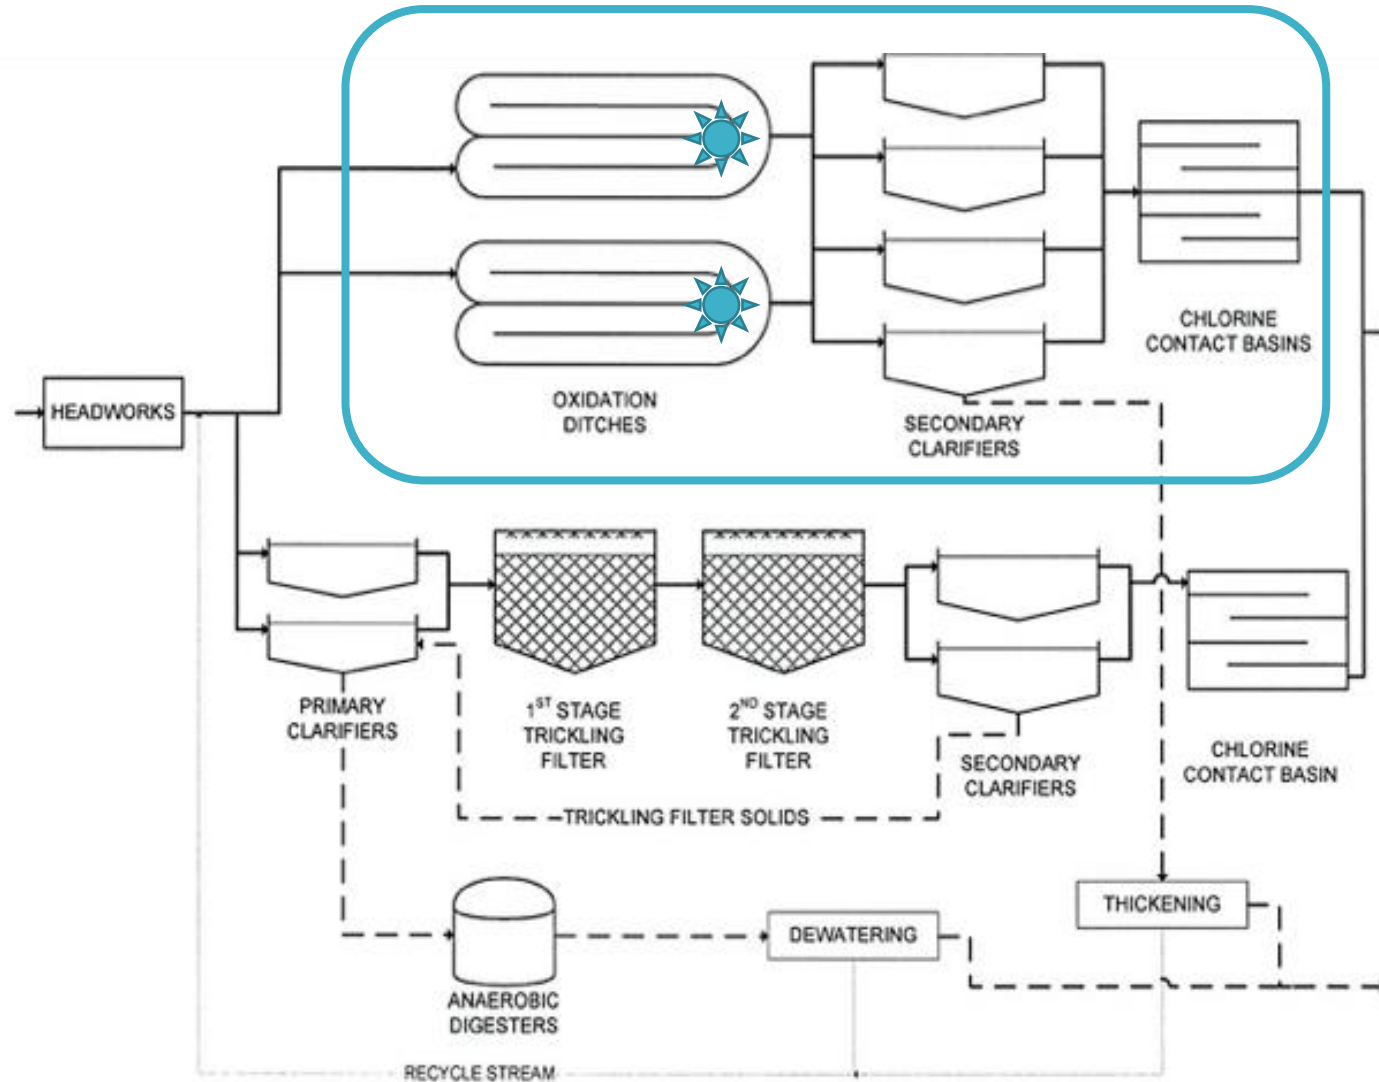 HEADWORKS
OXIDATION
DITCHES
SECONDARY
CLARIFIERS
CHLORINE
CONTACT BASINS
PRIMARY
CLARIFIERS
1ST STAGE
TRICKLING
FILTER
2ND STAGE
TRICKLING
FILTER
SECONDARY
CLARIFIERS
CHLORINE
CONTACT BASIN
TRICKLING FILTER SOLIDS
THICKENING
DEWATERING
ANAEROBIC
DIGESTERS
RECYCLE STREAM